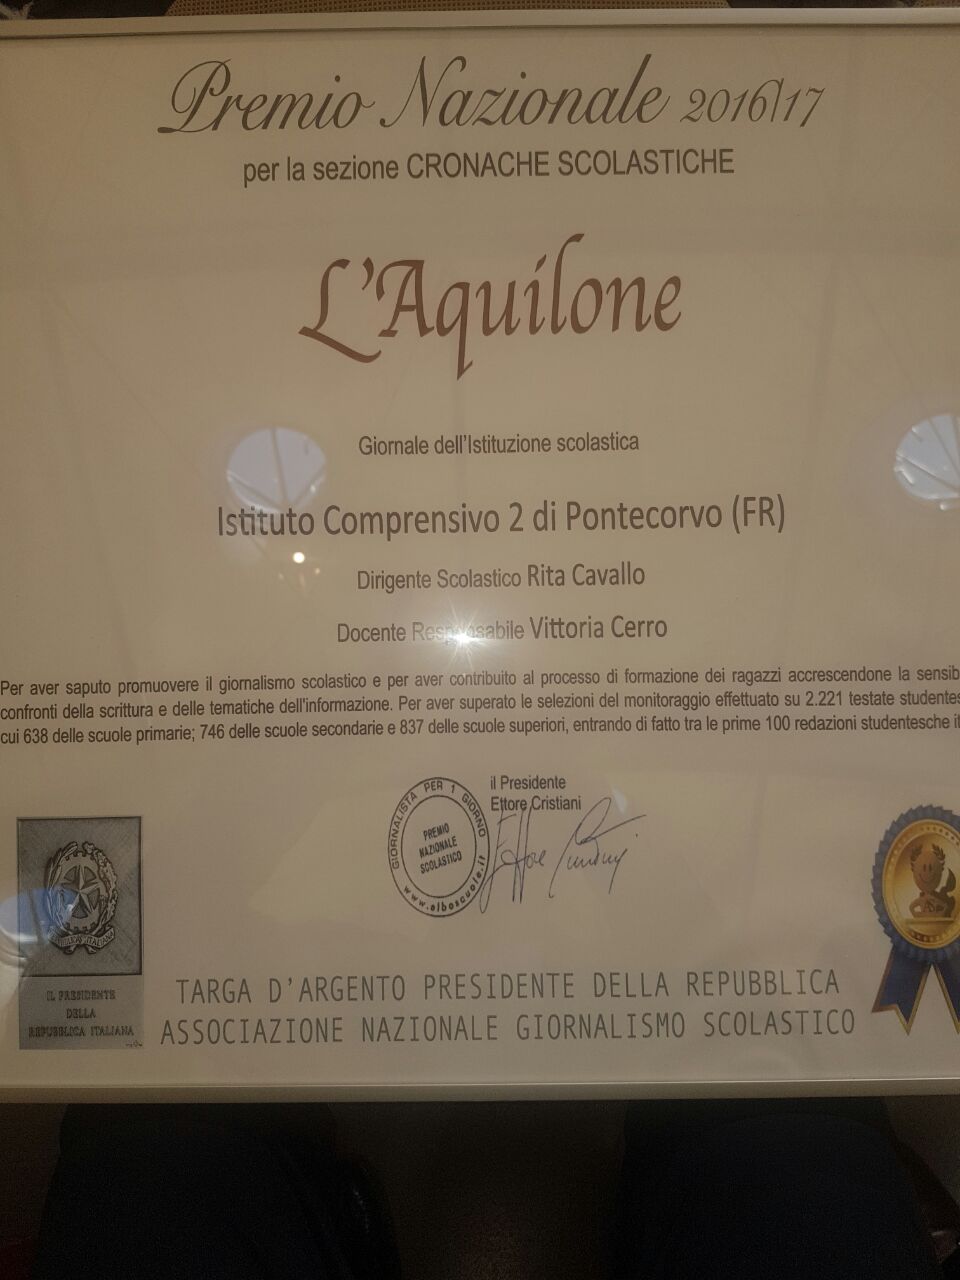 Premio Nazionale 2016/17
per la sezione CRONACHE SCOLASTICHE
L'Aquilone
Giornale dell'Istituzione scolastica
Istituto Comprensivo 2 di Pontecorvo (FR)
Dirigente Scolastico Rita Cavallo
Docente Responsabile Vittoria Cerro
Per aver saputo promuovere il giornalismo scolastico e per aver contribuito al processo di formazione dei ragazzi accrescendone la sensib
confronti della scrittura e delle tematiche dell'informazione. Per aver superato le selezioni del monitoraggio effettuato su 2.221 testate studentes
cui 638 delle scuole primarie; 746 delle scuole secondarie e 837 delle scuole superiori, entrando di fatto tra le prime 100 redazioni studentesche it
il Presidente
Ettore Cristiani
GIORNALISTA PER 1 GIORNO
PREMIO
NAZIONALE
SCOLASTICO
www.alboscuole.it
Ettore Cristiani
IL PRESIDENTE
DELLA
REPUBBLICA ITALIANA
TARGA D'ARGENTO PRESIDENTE DELLA REPUBBLICA
ASSOCIAZIONE NAZIONALE GIORNALISMO SCOLASTICO